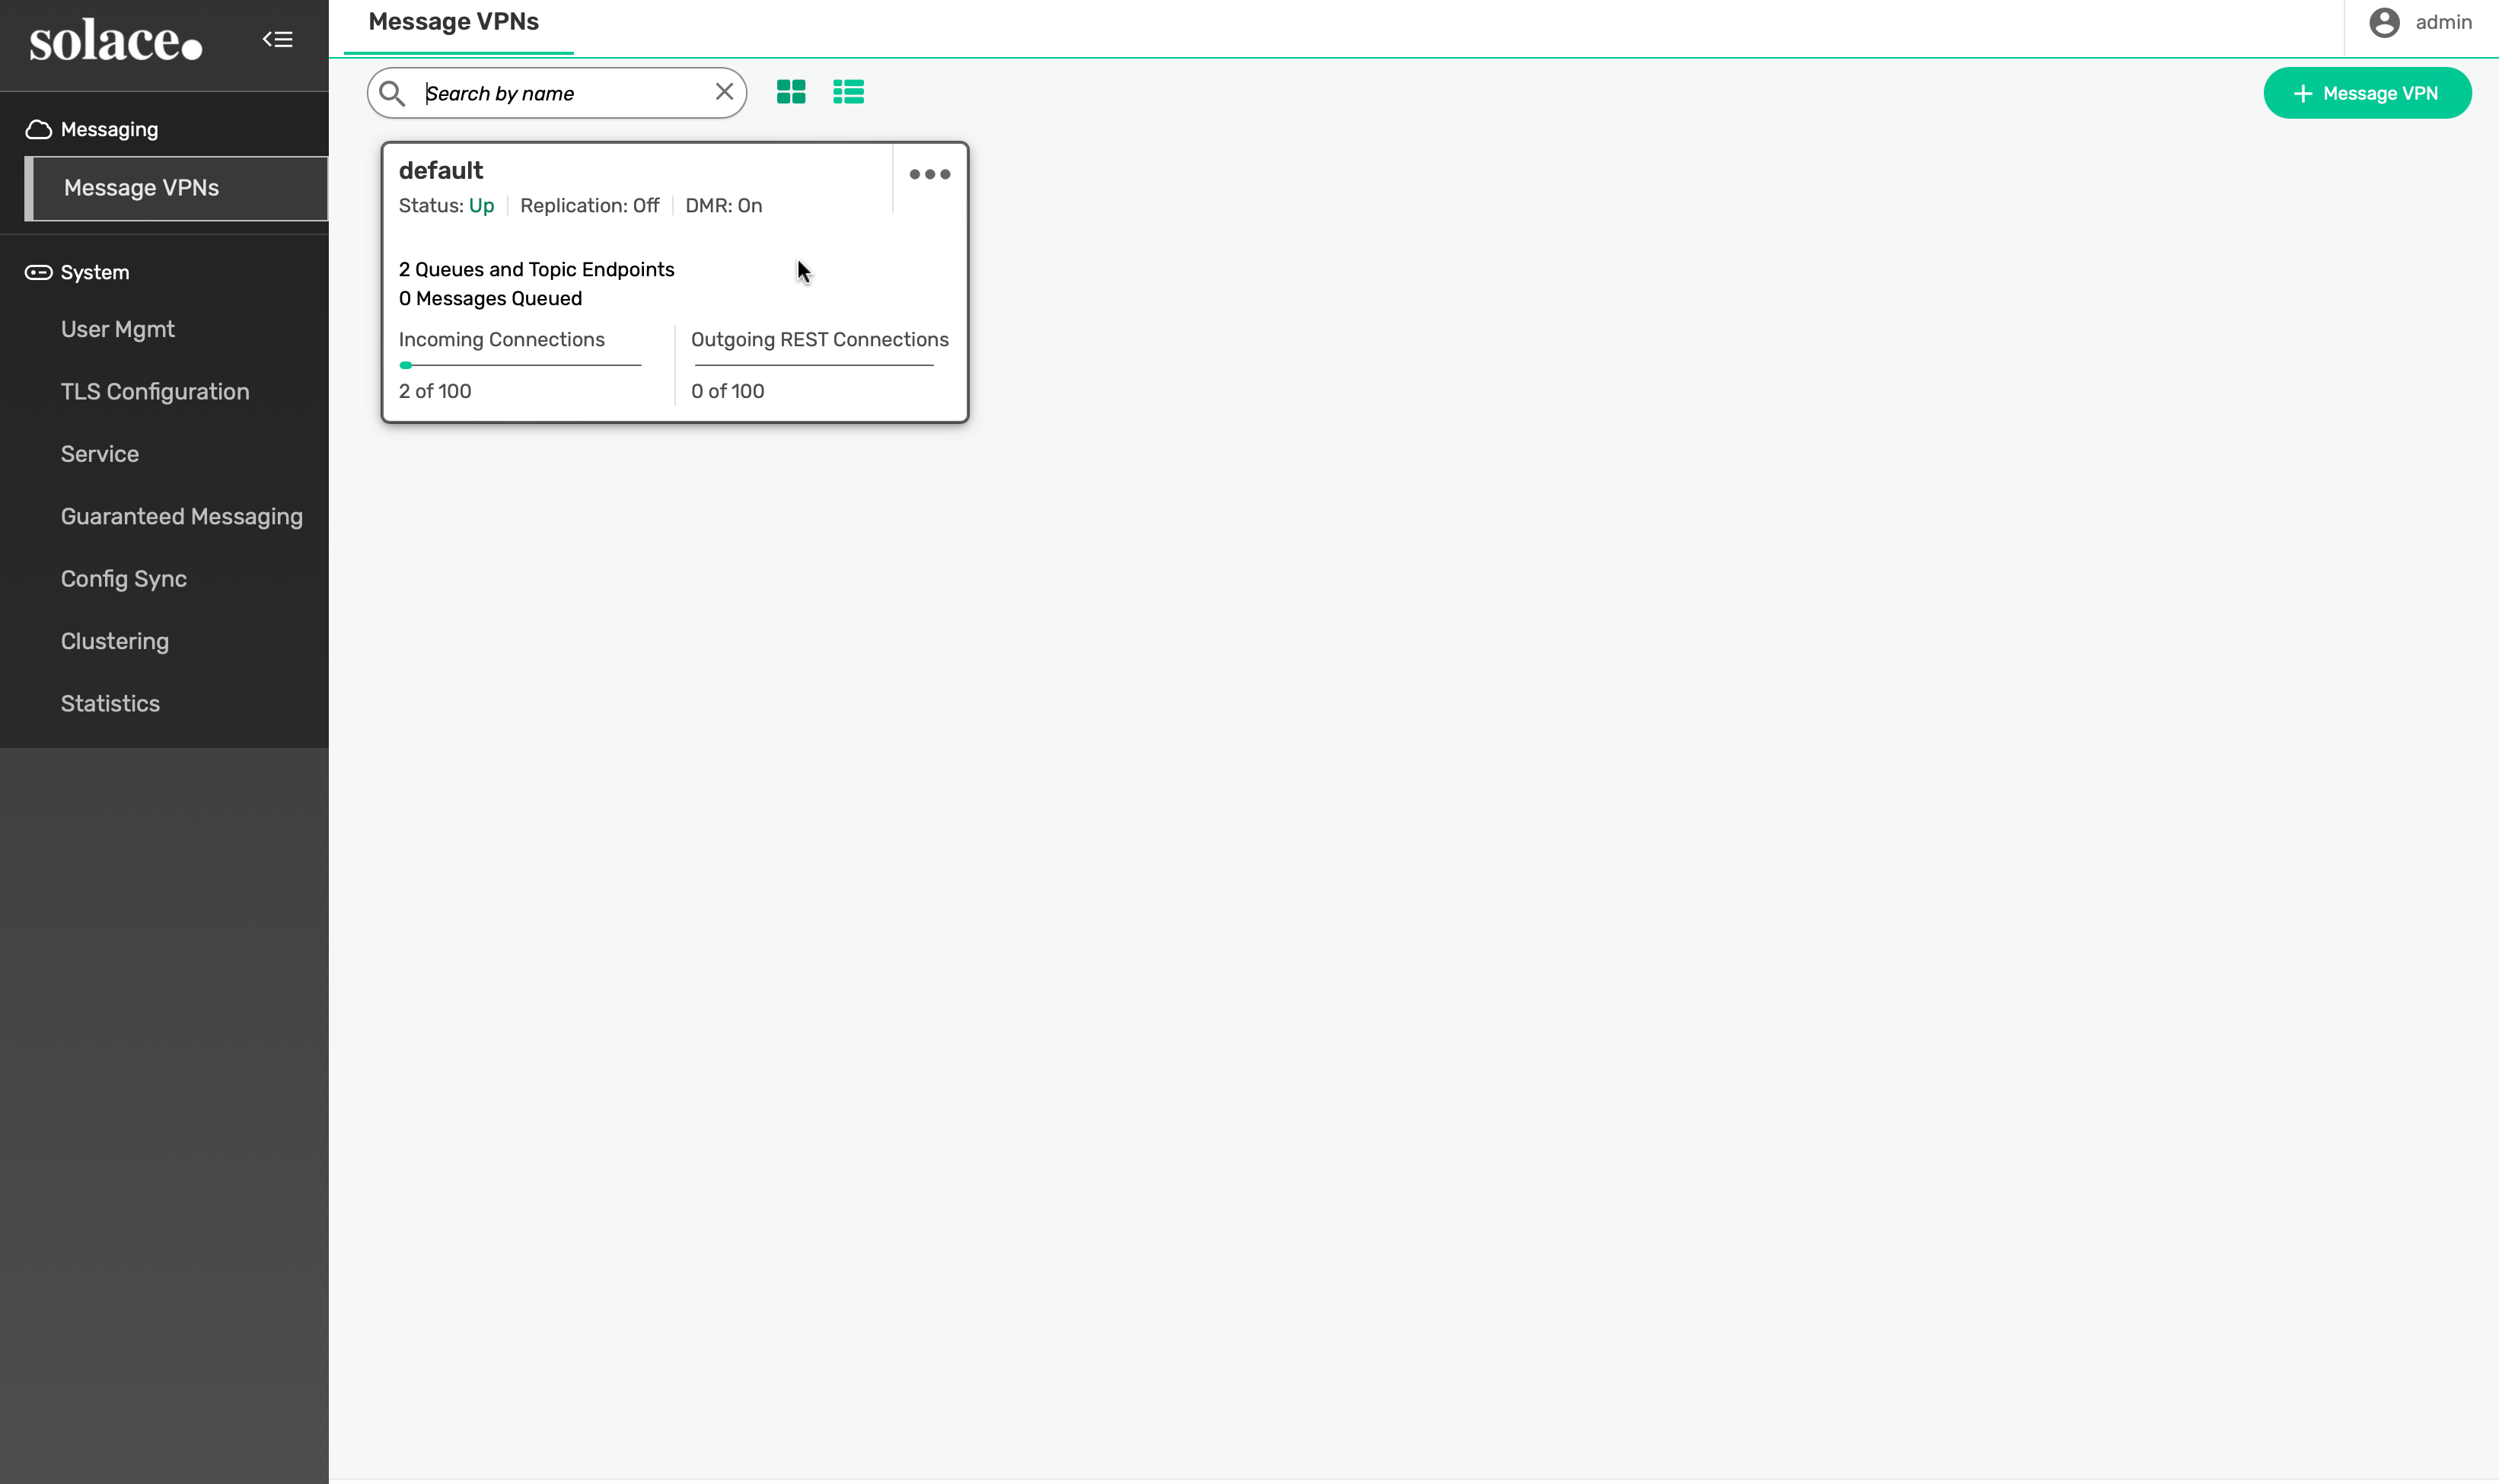 solace
Messaging
Message VPNs
System
User Mgmt
TLS Configuration
Service
Guaranteed Messaging
Config Sync
Clustering
Statistics
Message VPNs
admin
Search by name
Message VPN
default
Status: Up Replication: Off DMR: On
2 Queues and Topic Endpoints
0 Messages Queued
Incoming Connections
2 of 100
Outgoing REST Connections
0 of 100